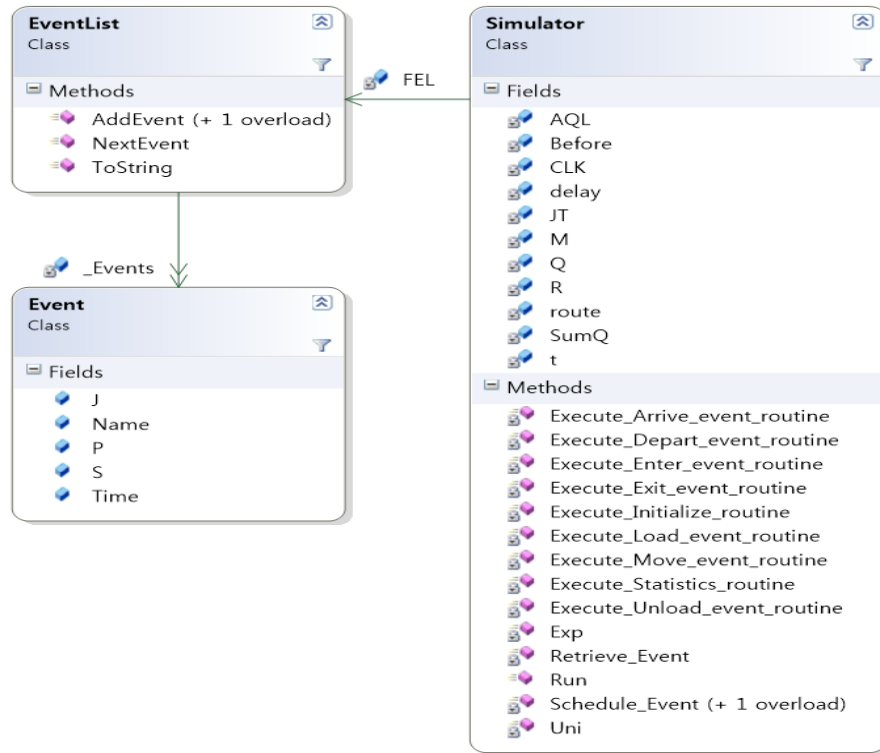 EventList
Class
Methods
AddEvent (+ 1 overload)
NextEvent
ToString
_Events
Event
Class
Fields
J
Name
P
S
Time
FEL
Simulator
Class
Fields
AQL
Before
CLK
delay
JT
M
Q
R
route
SumQ
t
Methods
Execute_Arrive_event_routine
Execute_Depart_event_routine
Execute_Enter_event_routine
Execute_Exit_event_routine
Execute_Initialize_routine
Execute_Load_event_routine
Execute_Move_event_routine
Execute_Statistics_routine
Execute_Unload_event_routine
Exp
Retrieve_Event
Run
Schedule_Event (+ 1 overload)
Uni